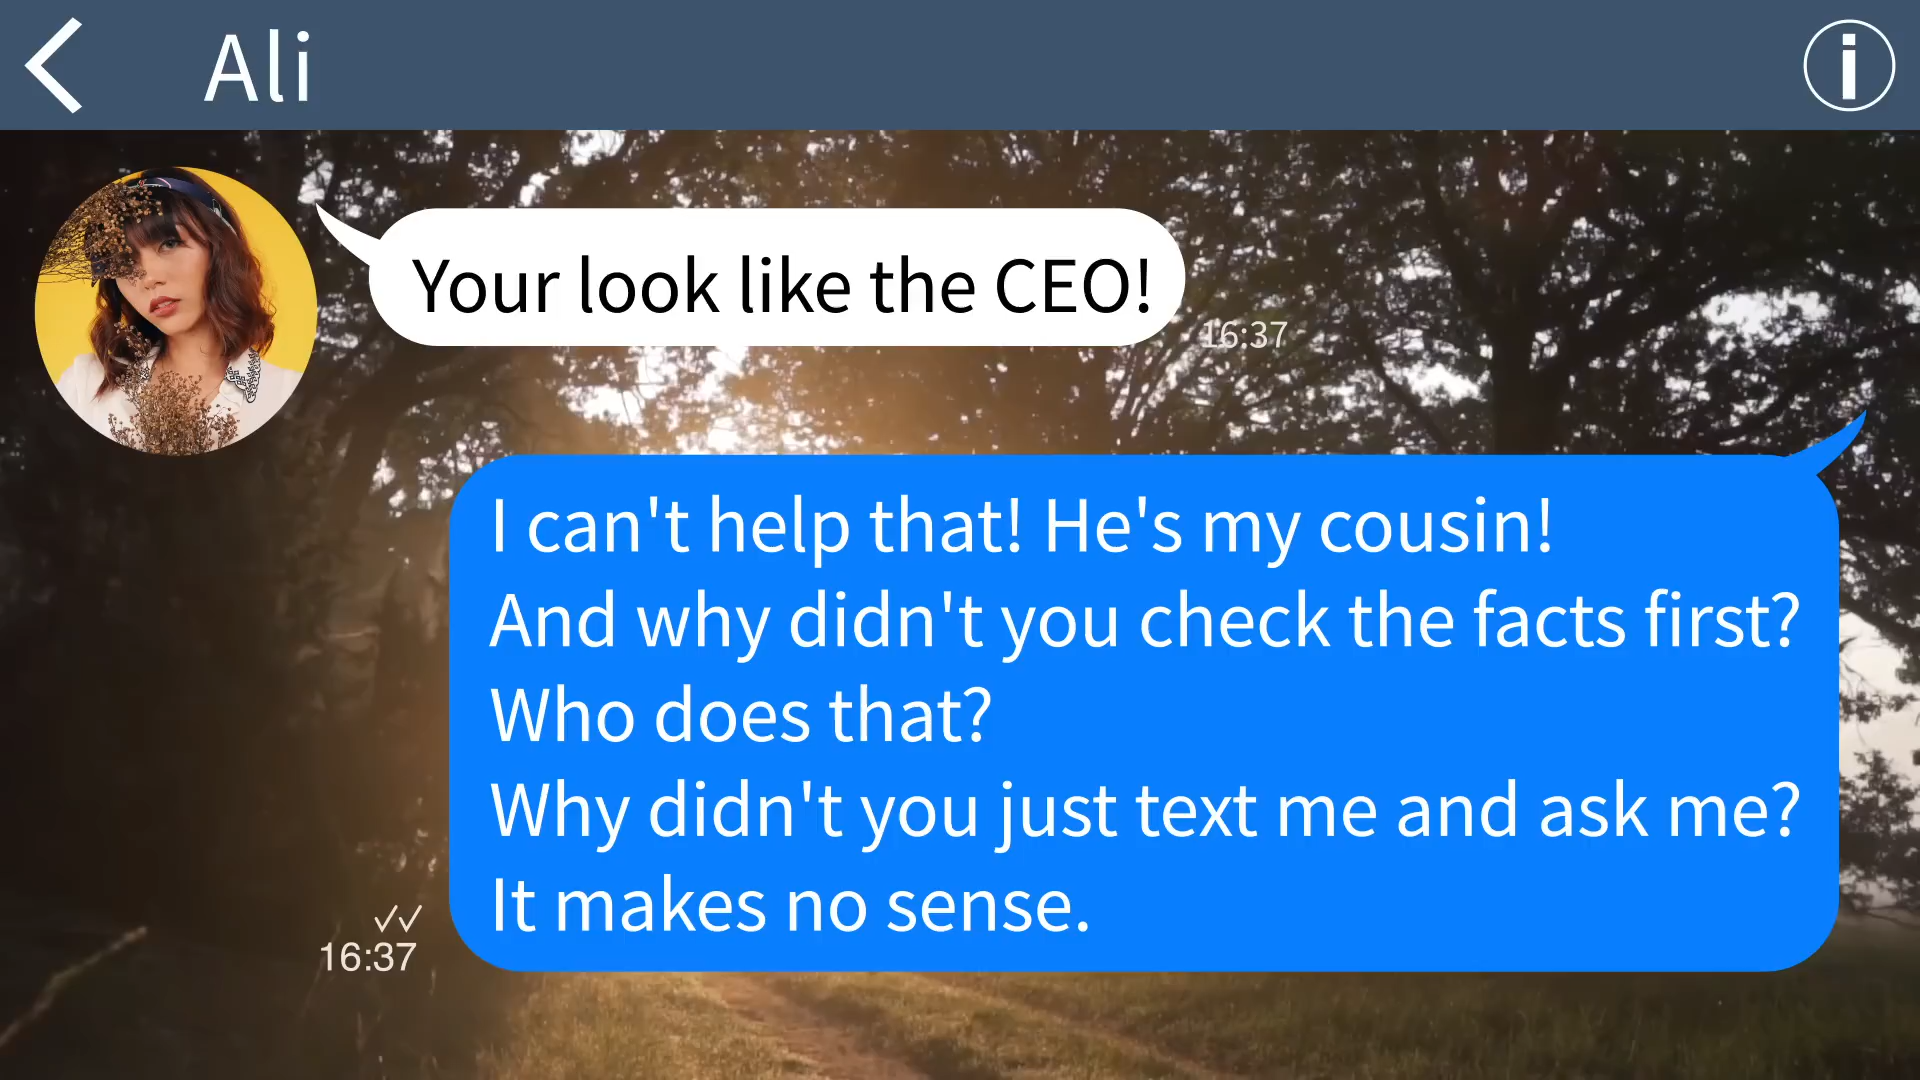 Ali
Your look like the CEO!
16:37
I can't help that! He's my cousin!
And why didn't you check the facts first?
Who does that?
Why didn't you just text me and ask me?
It makes no sense.
16:37